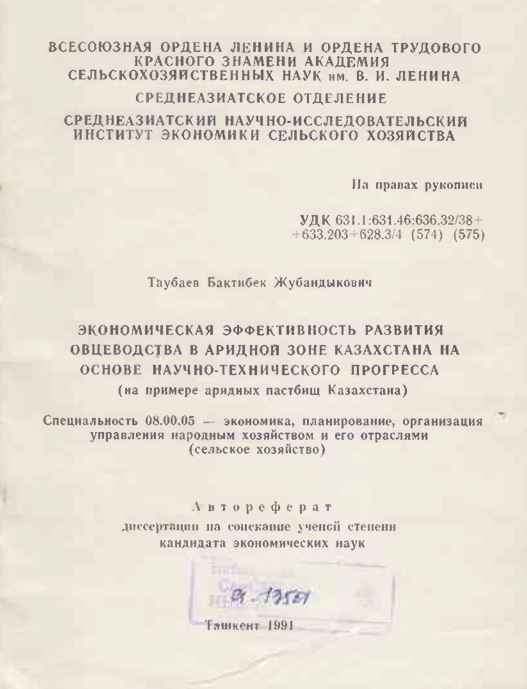 ВСЕСОЮЗНАЯ ОРДЕНА ЛЕНИНА И ОРДЕНА ТРУДОВОГО
КРАСНОГО ЗНАМЕНИ АКАДЕМИЯ
СЕЛЬСКОХОЗЯЙСТВЕННЫХ НАУК им. В. И. ЛЕНИНА
СРЕДНЕАЗИАТСКОЕ ОТДЕЛЕНИЕ
СРЕДНЕАЗИАТСКИЙ НАУЧНО-ИССЛЕДОВАТЕЛЬСКИЙ
ИНСТИТУТ ЭКОНОМИКИ СЕЛЬСКОГО ХОЗЯЙСТВА
На правах рукописи
УДК 631.1:631.46:636.32/38+
+633.203+628.3/4 (574) (575)
Таубаев Бактибек Жубандыкович
ЭКОНОМИЧЕСКАЯ ЭФФЕКТИВНОСТЬ РАЗВИТИЯ
ОВЦЕВОДСТВА В АРИДНОЙ ЗОНЕ КАЗАХСТАНА НА
ОСНОВЕ НАУЧНО-ТЕХНИЧЕСКОГО ПРОГРЕССА
(на примере аридных пастбищ Казахстана)
Специальность 08.00.05 — экономика, планирование, организация
управления народным хозяйством и его отраслями
(сельское хозяйство)
Автореферат
диссертации на соискание ученой степени
кандидата экономических наук
Ташкент 1991